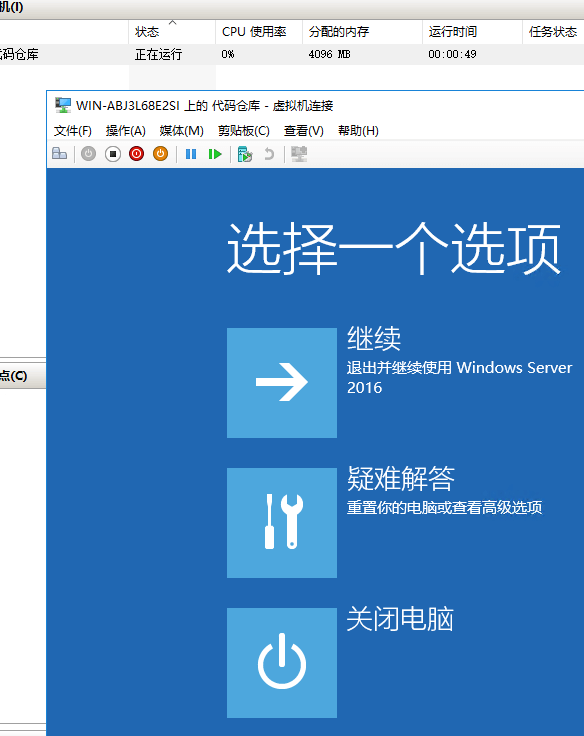 机(I)
状态 CPU 使用率 分配的内存 运行时间 任务状态
代码仓库 正在运行 0% 4096 MB 00:00:49
WIN-ABJ3L68E2SI 上的 代码仓库 - 虚拟机连接
文件(F) 操作(A) 媒体(M) 剪贴板(C) 查看(V) 帮助(H)
选择一个选项
继续
退出并继续使用 Windows Server
2016
点(C)
疑难解答
重置你的电脑或查看高级选项
关闭电脑